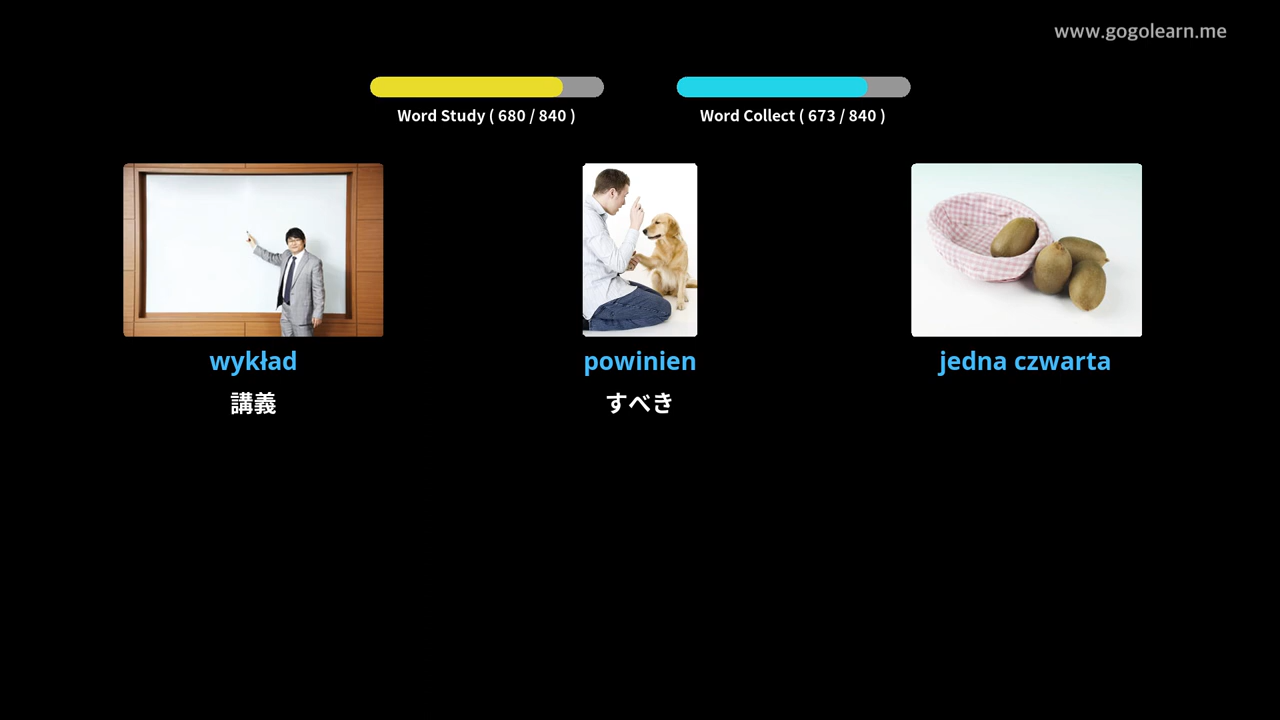 www.gogolearn.me
Word Study ( 680 / 840 )
Word Collect ( 673 / 840 )
wykład
powinien
jedna czwarta
講義
すべき